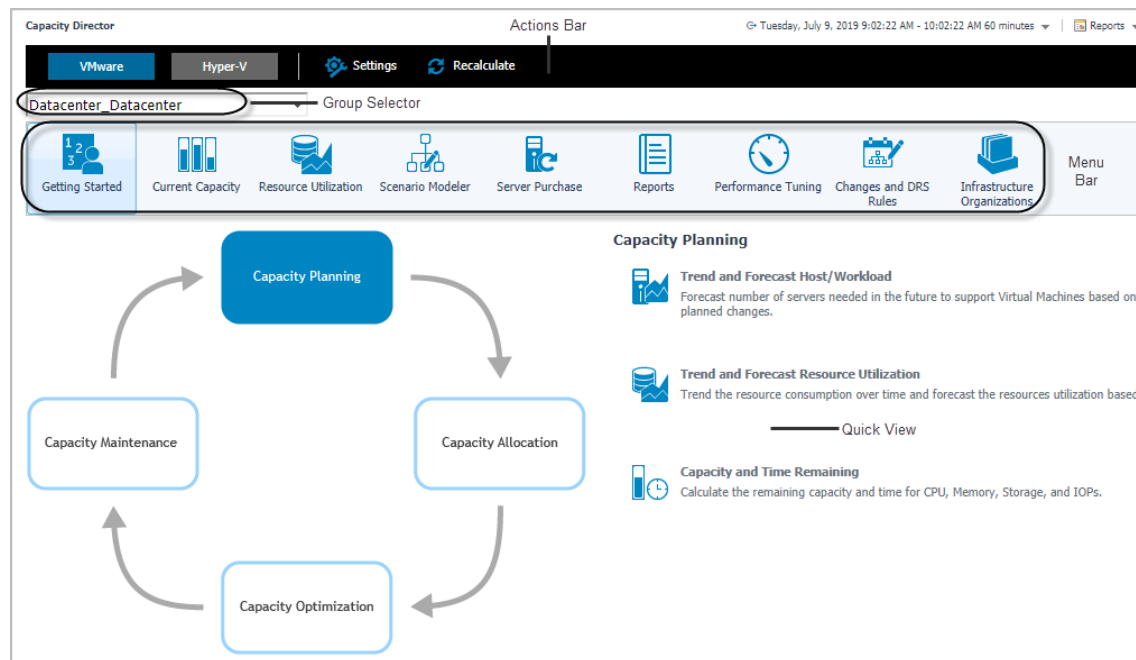 Capacity Director
Actions Bar
Tuesday, July 9, 2019 9:02:22 AM - 10:02:22 AM 60 minutes
Reports
VMware
Hyper-V
Settings
Recalculate
Datacenter_Datacenter
Group Selector
Getting Started
Current Capacity
Resource Utilization
Scenario Modeler
Server Purchase
Reports
Performance Tuning
Changes and DRS
Rules
Infrastructure
Organizations
Menu
Bar
Capacity Planning
Capacity Allocation
Capacity Optimization
Capacity Maintenance
Capacity Planning
Trend and Forecast Host/Workload
Forecast number of servers needed in the future to support Virtual Machines based on
planned changes.
Trend and Forecast Resource Utilization
Trend the resource consumption over time and forecast the resources utilization based
Quick View
Capacity and Time Remaining
Calculate the remaining capacity and time for CPU, Memory, Storage, and IOPs.